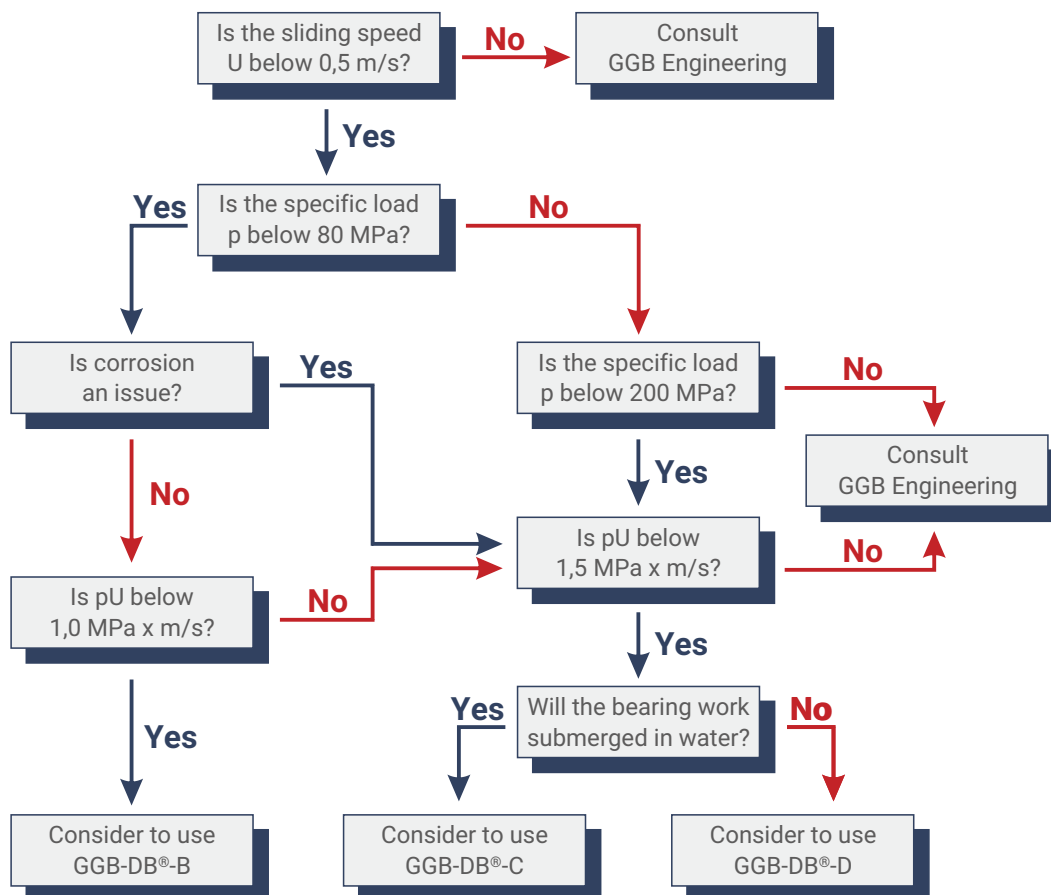 Is the sliding speed
U below 0,5 m/s?
No
Consult
GGB Engineering
Yes
Is the specific load
p below 80 MPa?
Yes
No
Is corrosion
an issue?
Yes
Is the specific load
p below 200 MPa?
No
Consult
GGB Engineering
No
Yes
Is pU below
1,5 MPa x m/s?
No
Is pU below
1,0 MPa x m/s?
No
Yes
Yes
Will the bearing work
submerged in water?
Yes
No
Consider to use
GGB-DB®-B
Consider to use
GGB-DB®-C
Consider to use
GGB-DB®-D